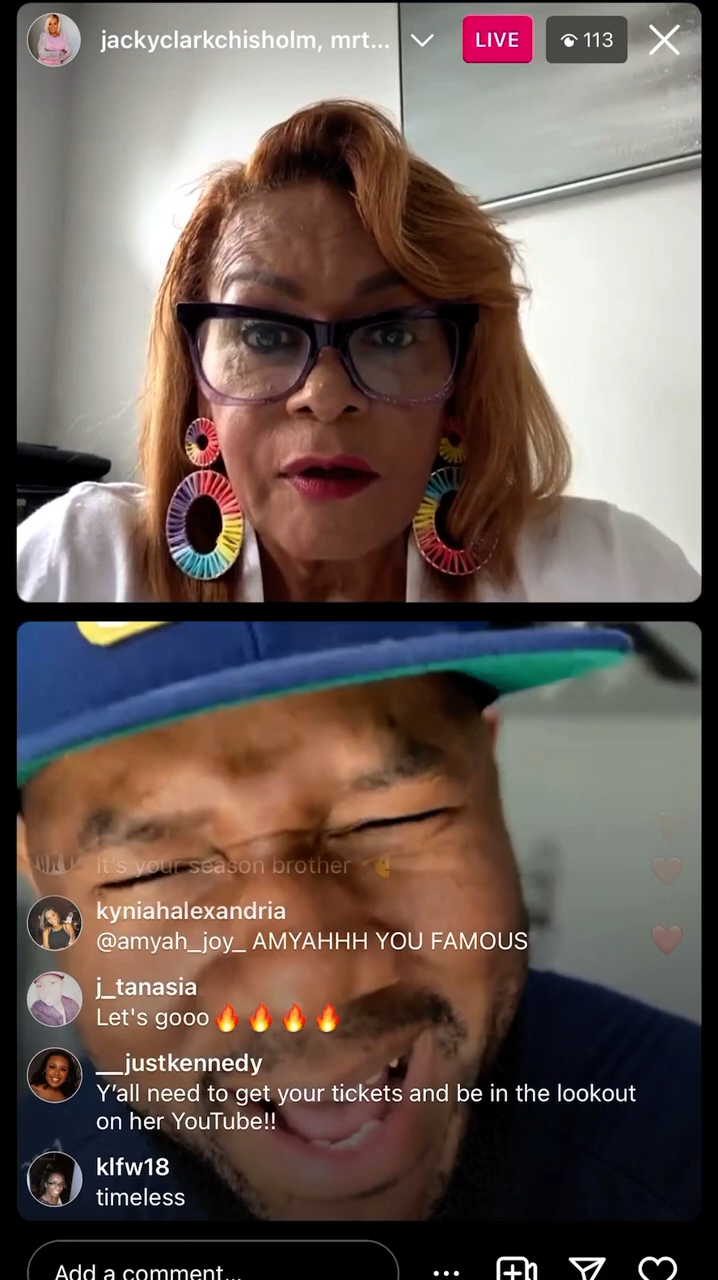 jackyclarkchisholm, mrt...
LIVE
113
It's your season brother
kyniahalexandria
@amyah_joy_ AMYAHHH YOU FAMOUS
j_tanasia
Let's gooo🔥🔥🔥🔥
__justkennedy
Y'all need to get your tickets and be in the lookout
on her YouTube!!
klfw18
timeless
Add a comment...